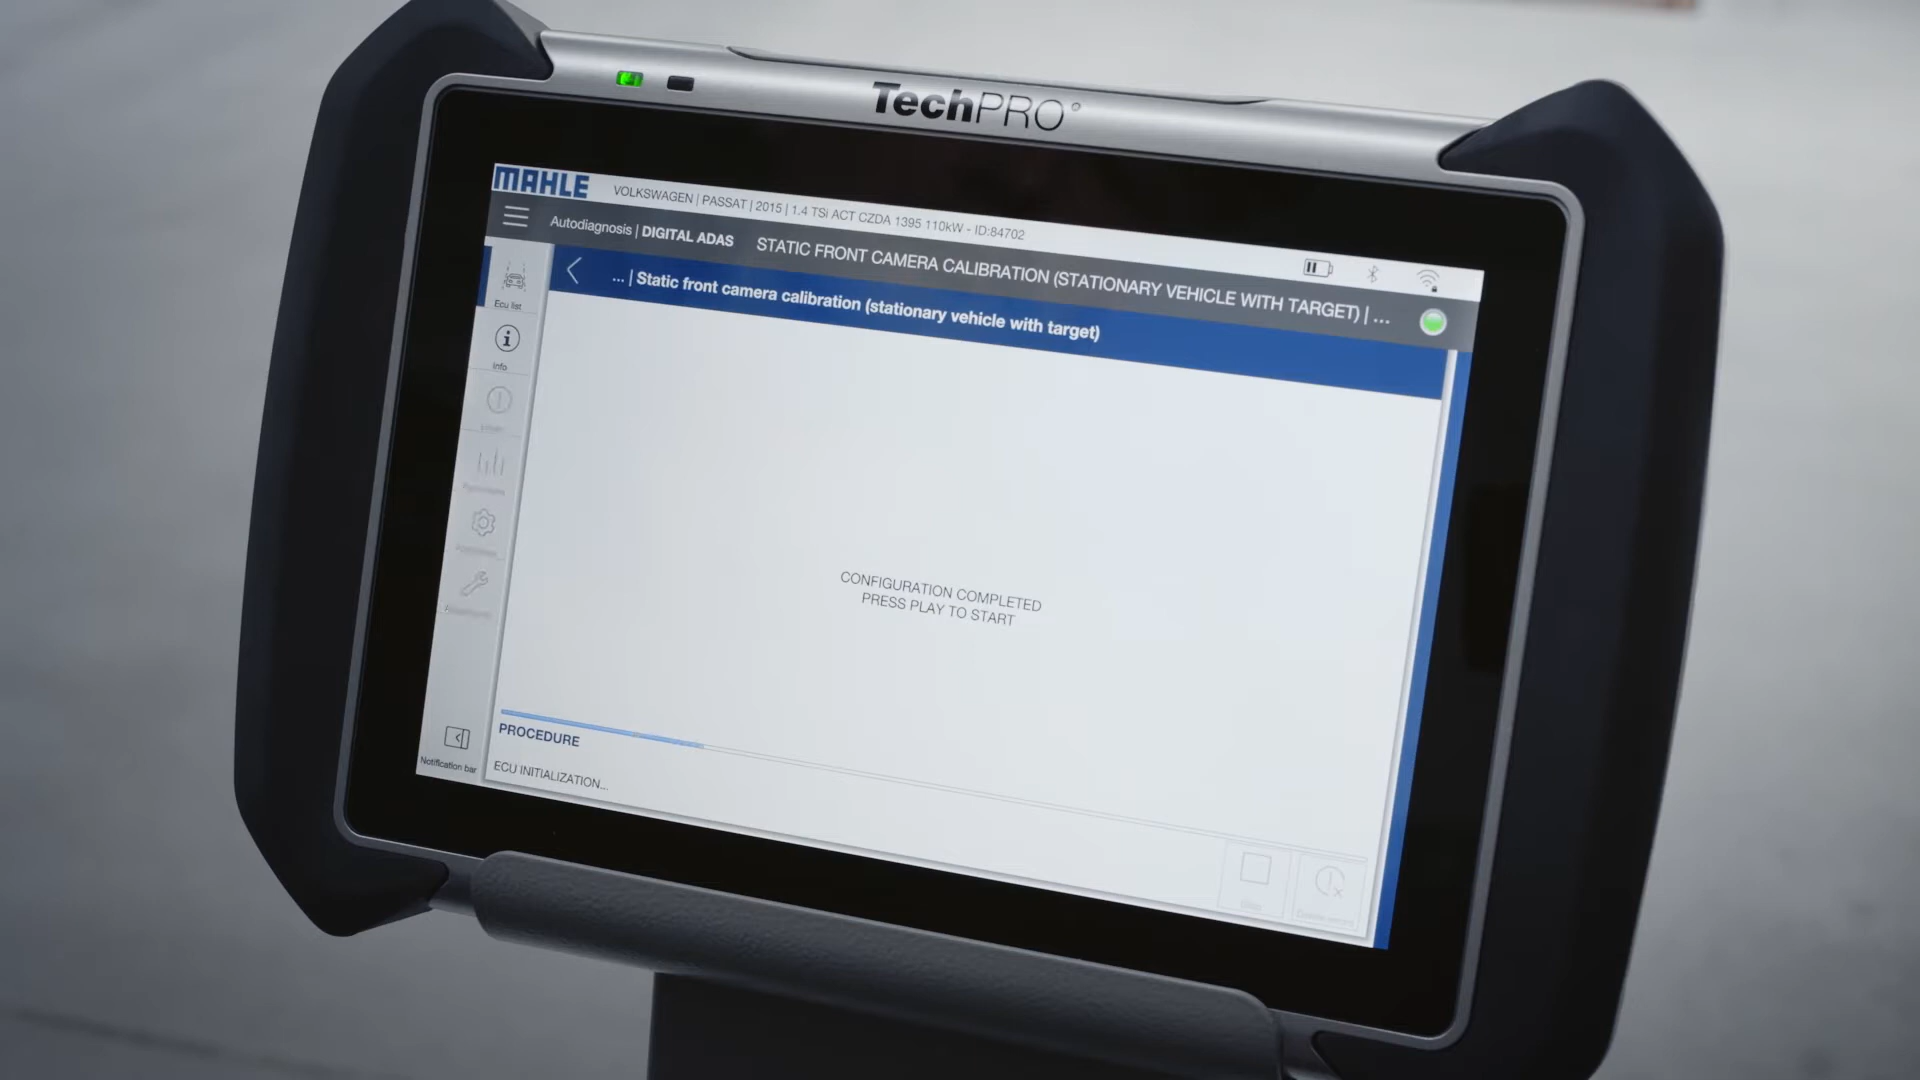 TechPRO®
MAHLE
VOLKSWAGEN | PASSAT | 2015 | 1.4 TSi ACT CZDA 1395 110kW - ID:84702
Autodiagnosis | DIGITAL ADAS STATIC FRONT CAMERA CALIBRATION (STATIONARY VEHICLE WITH TARGET) | ...
... | Static front camera calibration (stationary vehicle with target)
Ecu list
Info
CONFIGURATION COMPLETED
PRESS PLAY TO START
PROCEDURE
ECU INITIALIZATION...
Notification bar